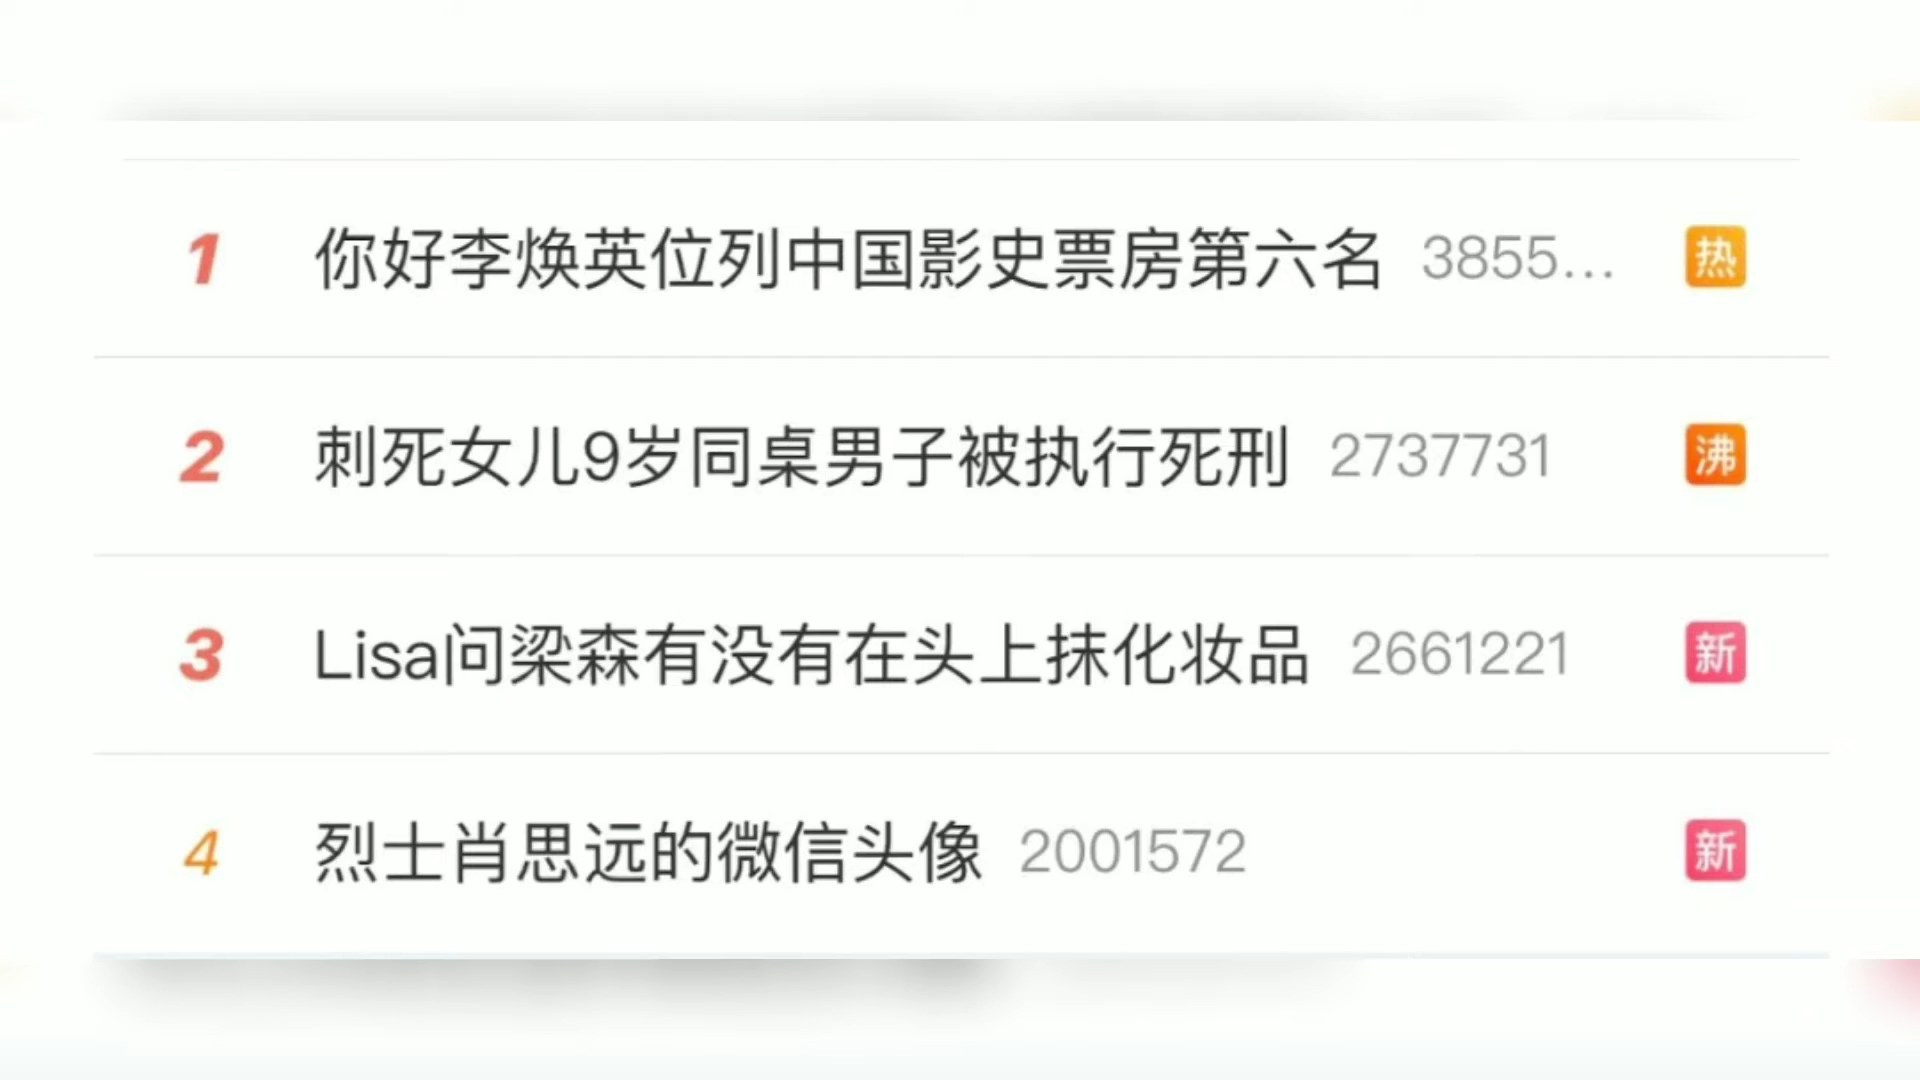 1 你好李焕英位列中国影史票房第六名 3855... 热
2 刺死女儿9岁同桌男子被执行死刑 2737731 沸
3 Lisa问梁森有没有在头上抹化妆品 2661221 新
4 烈士肖思远的微信头像 2001572 新